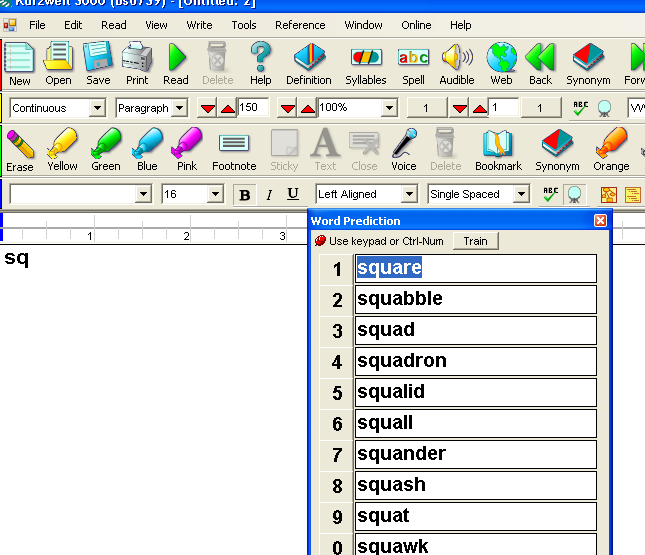 Kurzweil 3000 (bsd759) - [Untitled: 2]
File Edit Read View Write Tools Reference Window Online Help
New Open Save Print Read Delete Help Definition Syllables Spell Audible Web Back Synonym Forw
abc
Continuous Paragraph 150 100% 1 1 1 ABC
Erase Yellow Green Blue Pink Footnote Sticky Text Close Voice Delete Bookmark Synonym Orange
16 B I U Left Aligned Single Spaced ABC
1 2 3
sq
Word Prediction
Use keypad or Ctrl-Num Train
1 square
2 squabble
3 squad
4 squadron
5 squalid
6 squall
7 squander
8 squash
9 squat
0 squawk